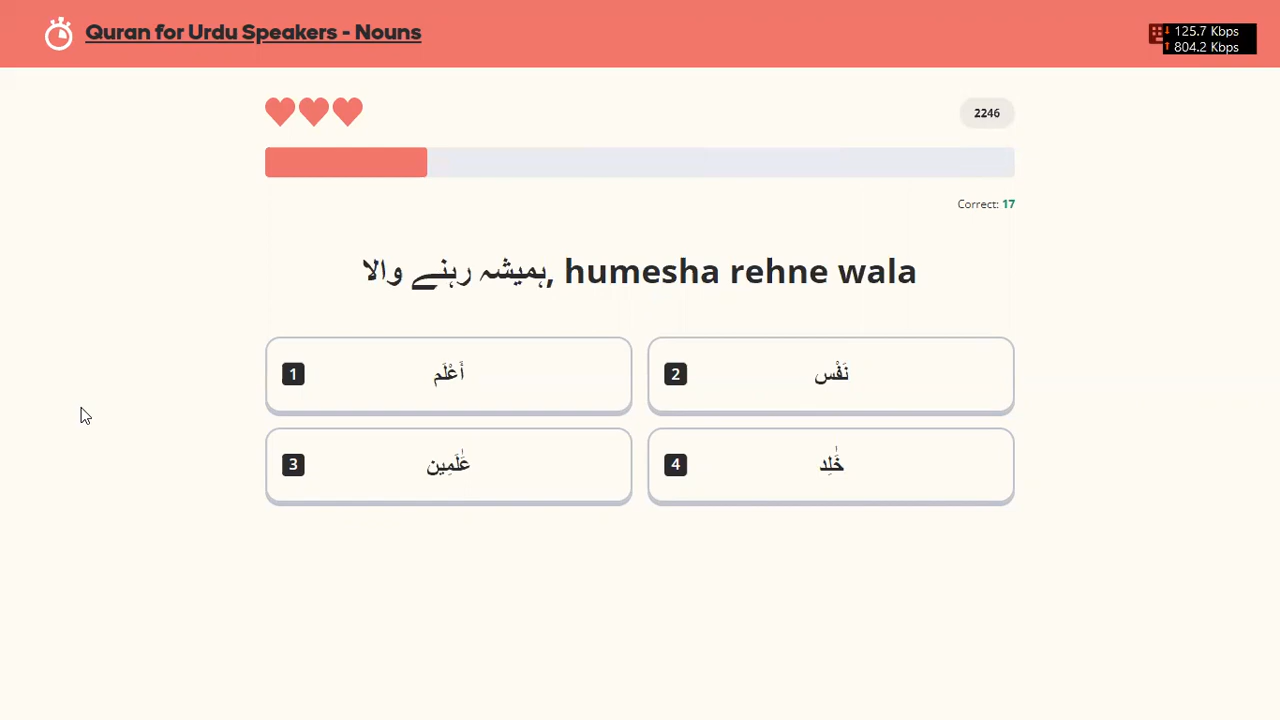 Quran for Urdu Speakers - Nouns
↓ 125.7 Kbps
↑ 804.2 Kbps
2246
Correct: 17
ہمیشہ رہنے والا, humesha rehne wala
1 أَعْلَم
2 نَفْس
3 عَٰلَمِين
4 خَٰلِد